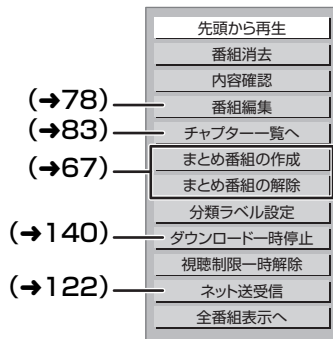 先頭から再生
番組消去
内容確認
(➔78) 番組編集
(➔83) チャプター一覧へ
(➔67) まとめ番組の作成
まとめ番組の解除
分類ラベル設定
(➔140) ダウンロード一時停止
視聴制限一時解除
(➔122) ネット送受信
全番組表示へ